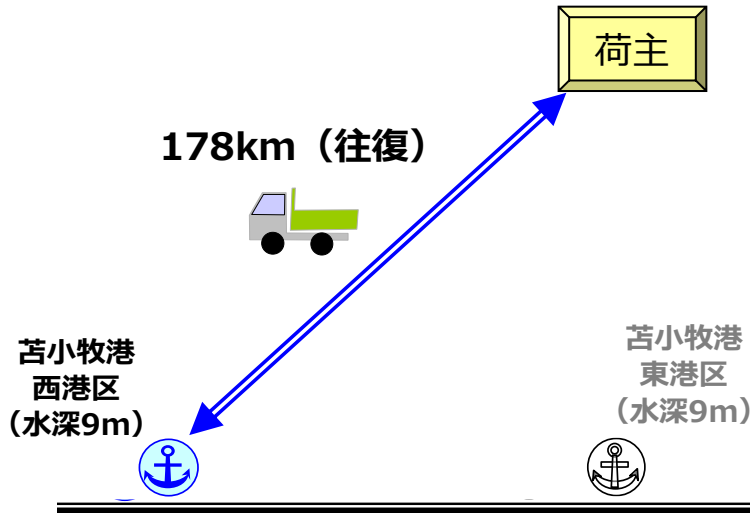 荷主
178km（往復）
苫小牧港
西港区
（水深9m）
苫小牧港
東港区
（水深9m）